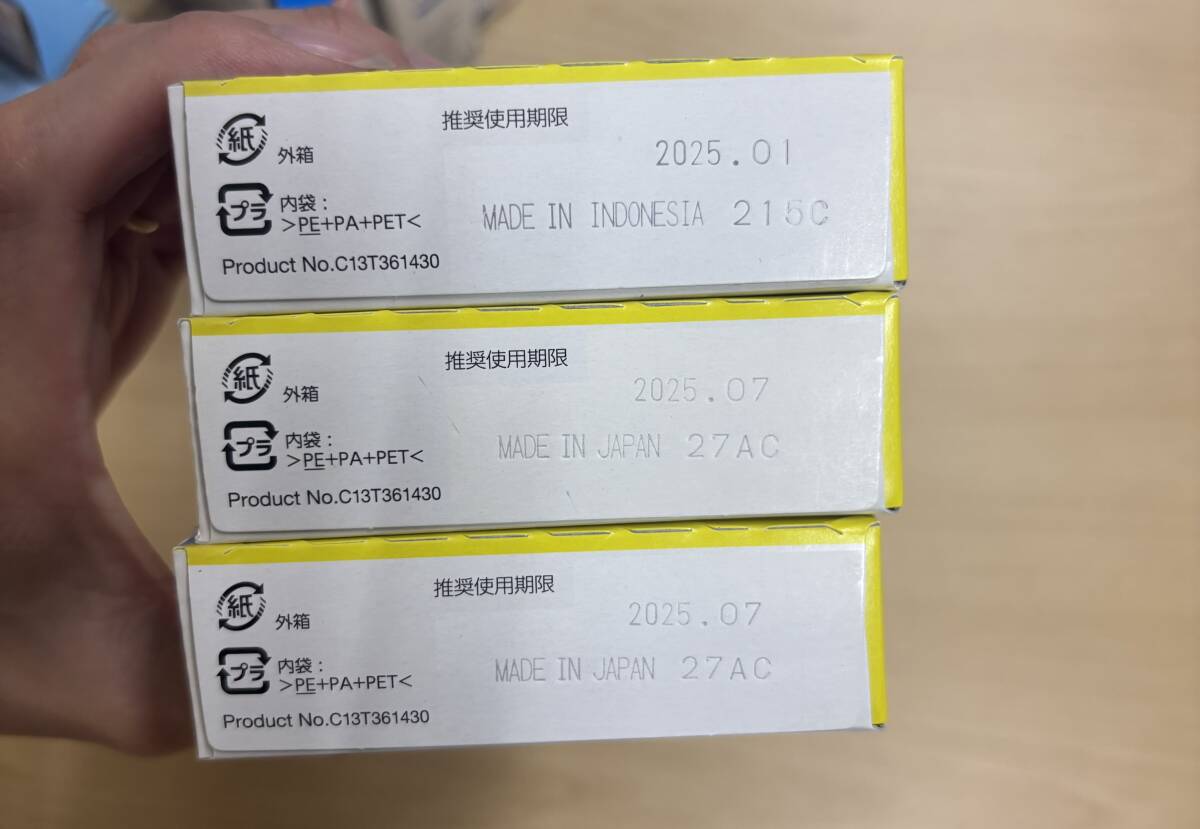 推奨使用期限
紙 外箱
2025.01
プラ 内袋:
>PE+PA+PET<
MADE IN INDONESIA 215C
Product No.C13T361430
推奨使用期限
紙 外箱
2025.07
プラ 内袋:
>PE+PA+PET<
MADE IN JAPAN 27AC
Product No.C13T361430
推奨使用期限
紙 外箱
2025.07
プラ 内袋:
>PE+PA+PET<
MADE IN JAPAN 27AC
Product No.C13T361430